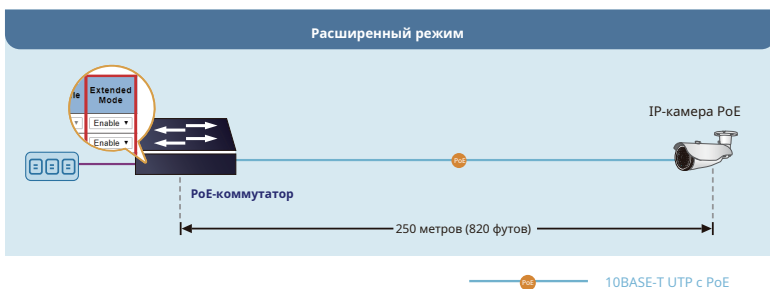 Расширенный режим
le
Extended
Mode
Enable
Enable
IP-камера PoE
PoE
PoE-коммутатор
250 метров (820 футов)
PoE
10BASE-T UTP с PoE